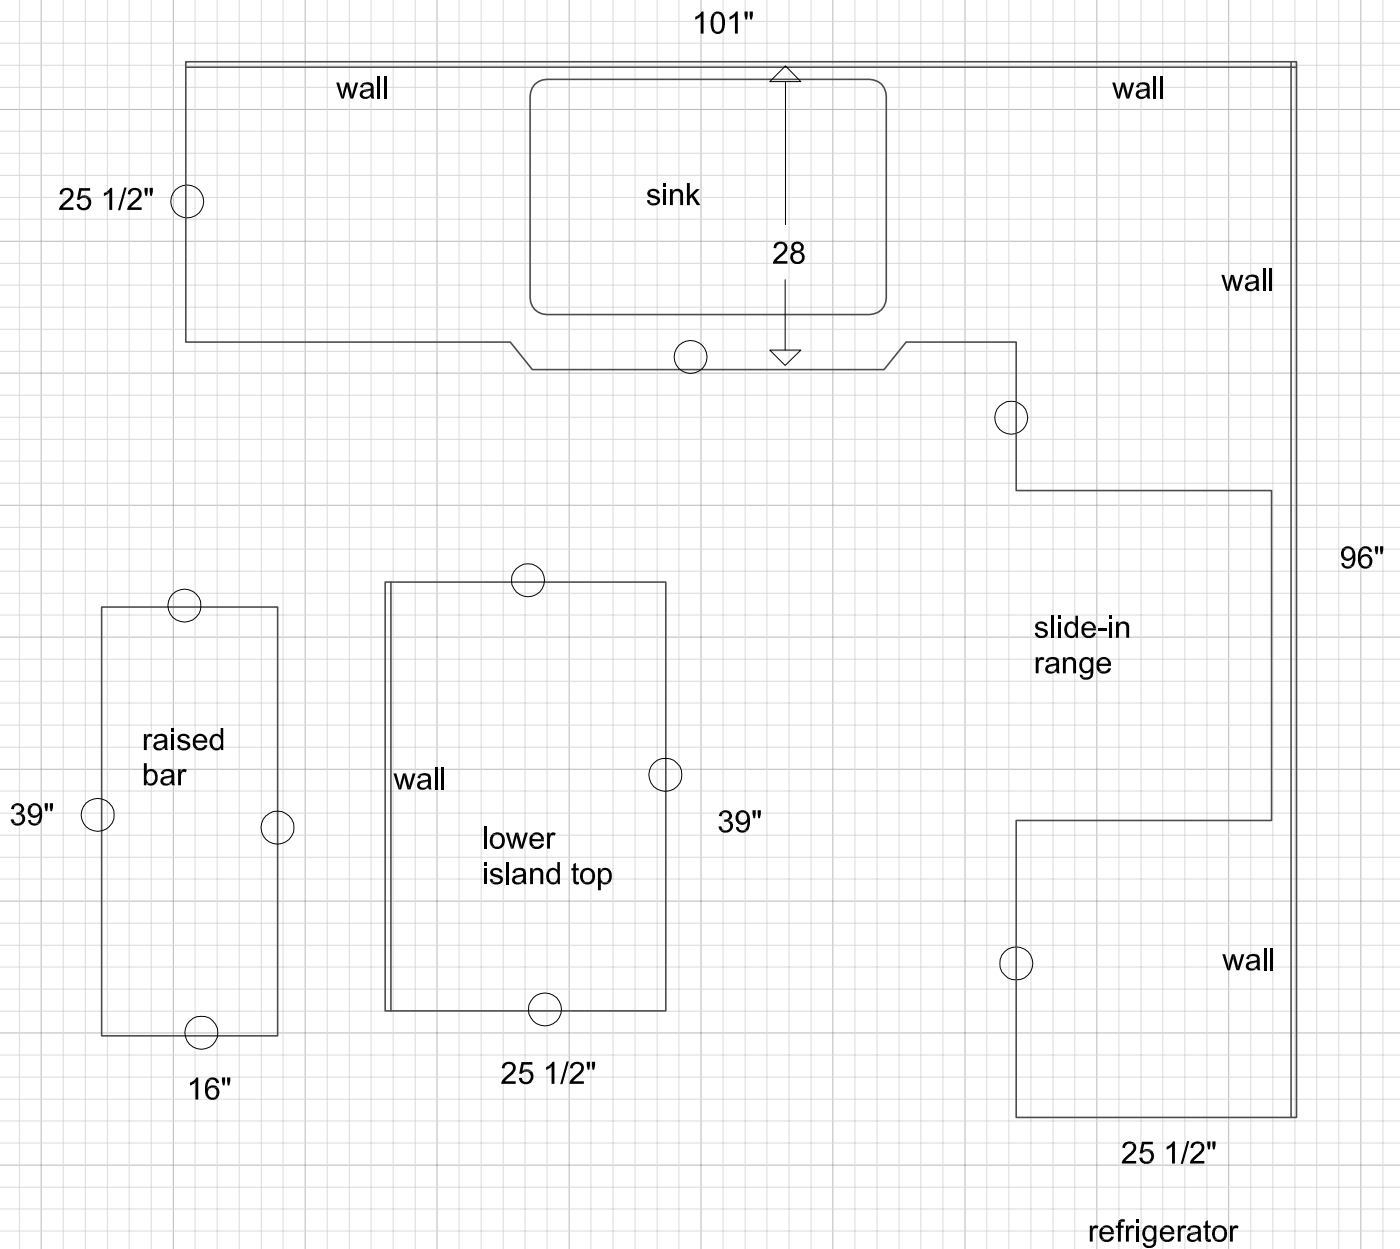 101"
wall
wall
25 1/2"
sink
28
wall
96"
slide-in
range
raised
bar
wall
39"
lower
island top
39"
wall
25 1/2"
16"
25 1/2"
refrigerator